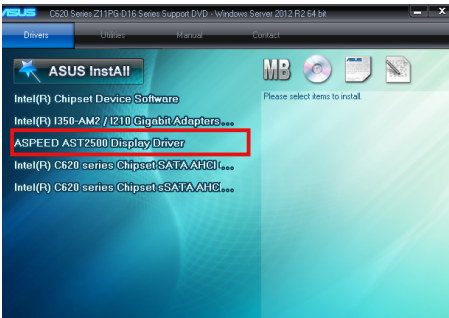 ASUS C620 Series Z11PG-D16 Series Support DVD - Windows Server 2012 R2 64 bit
Drivers Utilities Manual Contact
ASUS InstAll
MB
Intel(R) Chipset Device Software
Please select items to install.
Intel(R) I350-AM2 / I210 Gigabit Adapters...
ASPEED AST2500 Display Driver
Intel(R) C620 series Chipset SATA AHCI (...
Intel(R) C620 series Chipset sSATA AHC...